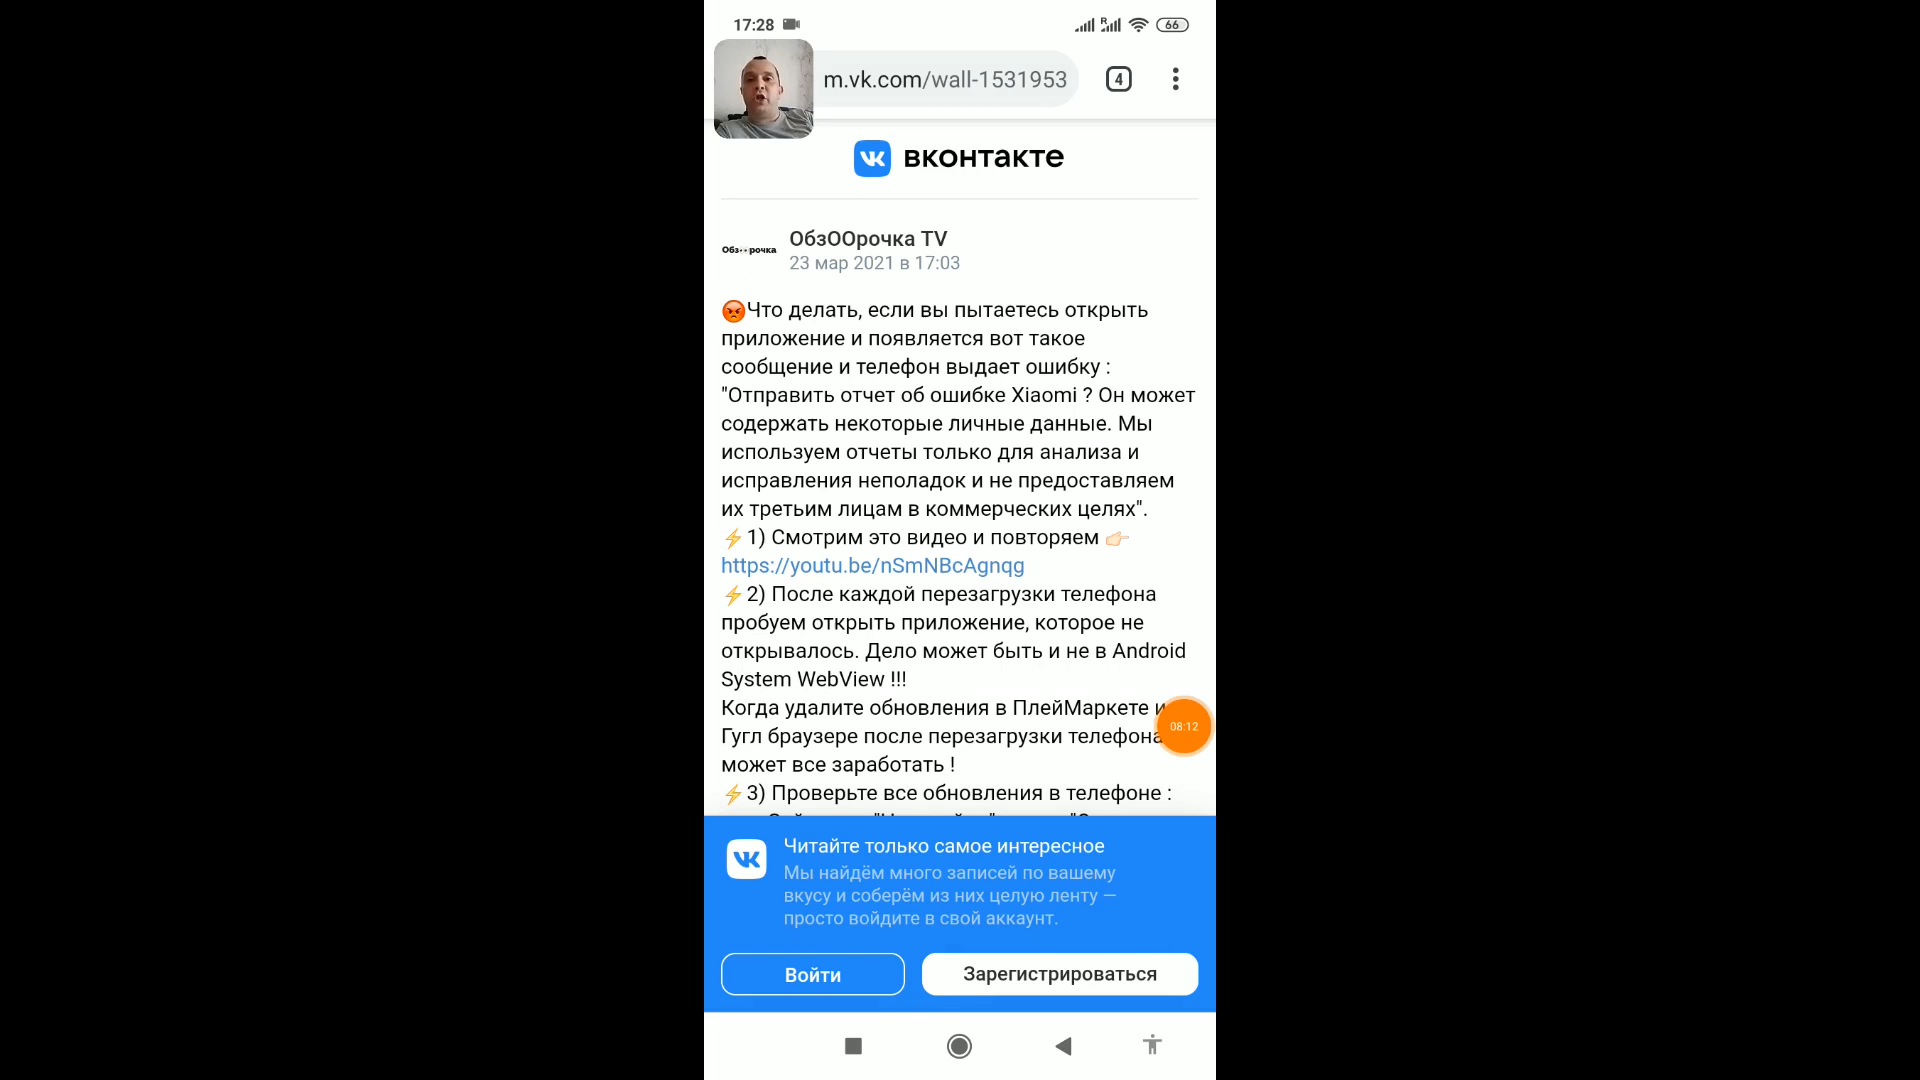 17:28
R
66
m.vk.com/wall-1531953
4
вконтакте
ОбзООрочка TV
Обз рочка
23 мар 2021 в 17:03
Что делать, если вы пытаетесь открыть
приложение и появляется вот такое
сообщение и телефон выдает ошибку :
"Отправить отчет об ошибке Xiaomi ? Он может
содержать некоторые личные данные. Мы
используем отчеты только для анализа и
исправления неполадок и не предоставляем
их третьим лицам в коммерческих целях".
⚡1) Смотрим это видео и повторяем 👉🏻
https://youtu.be/nSmNBcAgnqg
⚡2) После каждой перезагрузки телефона
пробуем открыть приложение, которое не
открывалось. Дело может быть и не в Android
System WebView !!!
Когда удалите обновления в ПлейМаркете и
Гугл браузере после перезагрузки телефона
может все заработать !
08:12
⚡3) Проверьте все обновления в телефоне :
Читайте только самое интересное
Мы найдём много записей по вашему
вкусу и соберём из них целую ленту —
просто войдите в свой аккаунт.
Войти
Зарегистрироваться